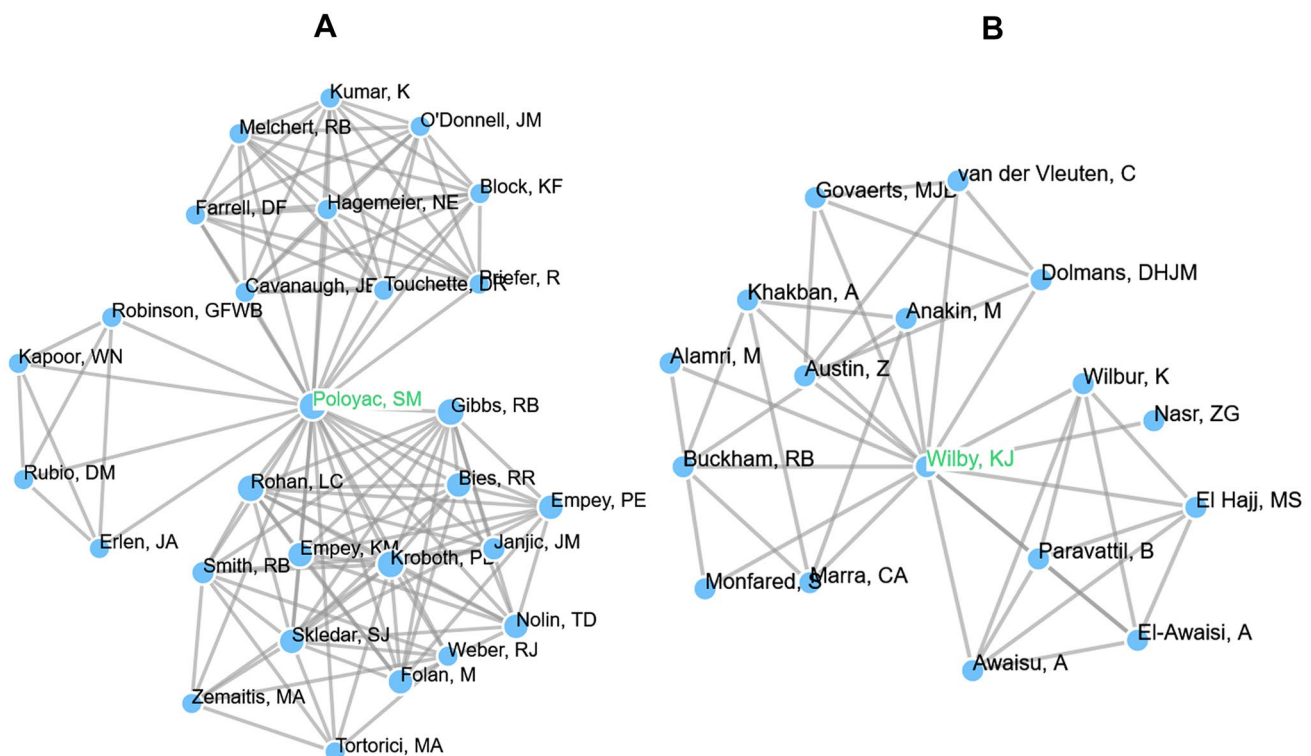 A
B
Kumar, K
Melchert, RB
O'Donnell, JM
Block, KF
Farrell, DF
Hagemeier, NE
Cavanaugh, JE
Touchette, DR
Briefer, R
Robinson, GFWB
Kapoor, WN
Poloyac, SM
Gibbs, RB
Rubio, DM
Rohan, LC
Bies, RR
Empey, PE
Erlen, JA
Empey, KM
Kroboth, PD
Janjic, JM
Smith, RB
Nolin, TD
Skledar, SJ
Weber, RJ
Folan, M
Zemaitis, MA
Tortorici, MA
van der Vleuten, C
Govaerts, MJB
Dolmans, DHJM
Khakban, A
Anakin, M
Alamri, M
Austin, Z
Wilbur, K
Nasr, ZG
Buckham, RB
Wilby, KJ
El Hajj, MS
Paravattil, B
Monfared, S
Marra, CA
El-Awaisi, A
Awaisu, A